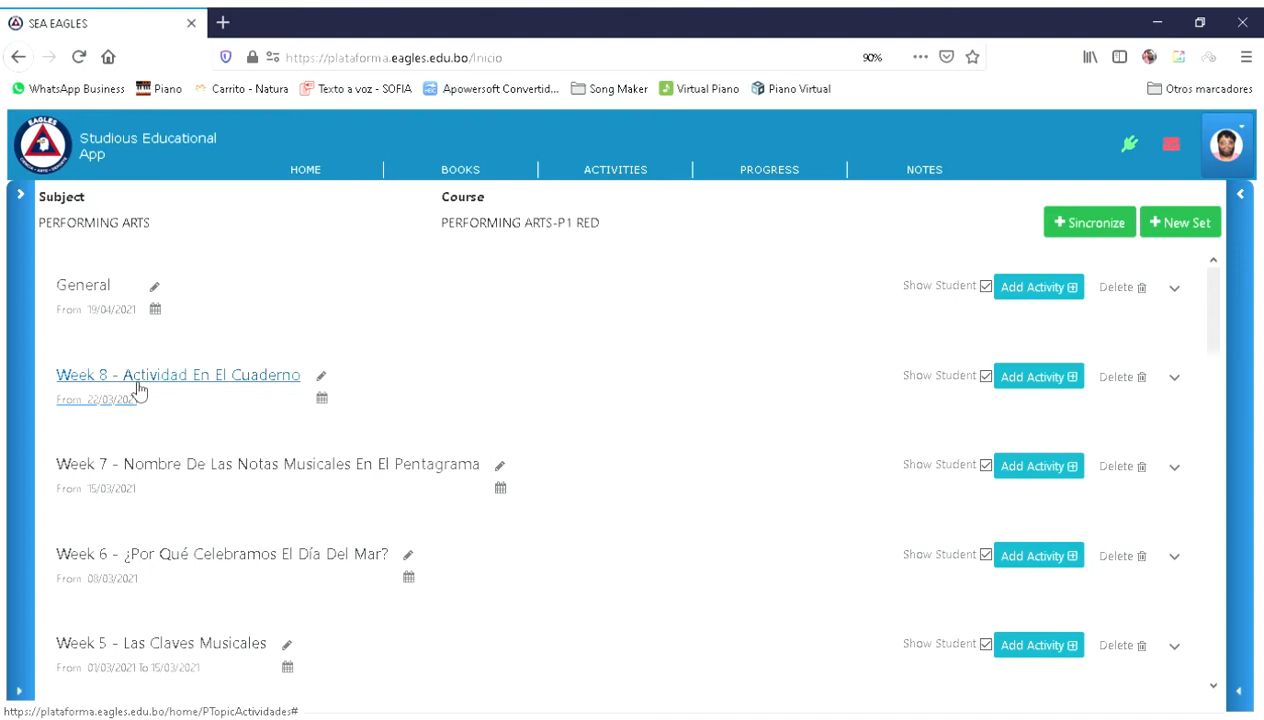 SEA EAGLES
https://plataforma.eagles.edu.bo/Inicio
90%
WhatsApp Business Piano Carrito - Natura Texto a voz - SOFIA Apowersoft Convertid... Song Maker Virtual Piano Piano Virtual Otros marcadores
EAGLES
Studious Educational
App
HOME BOOKS ACTIVITIES PROGRESS NOTES
Subject Course
PERFORMING ARTS PERFORMING ARTS-P1 RED
Sincronize New Set
General Show Student Add Activity Delete
From 19/04/2021
Week 8 - Actividad En El Cuaderno Show Student Add Activity Delete
From 22/03/2021
Week 7 - Nombre De Las Notas Musicales En El Pentagrama Show Student Add Activity Delete
From 15/03/2021
Week 6 - ¿Por Qué Celebramos El Día Del Mar? Show Student Add Activity Delete
From 08/03/2021
Week 5 - Las Claves Musicales Show Student Add Activity Delete
From 01/03/2021 To 15/03/2021
https://plataforma.eagles.edu.bo/home/PTopicActividades#